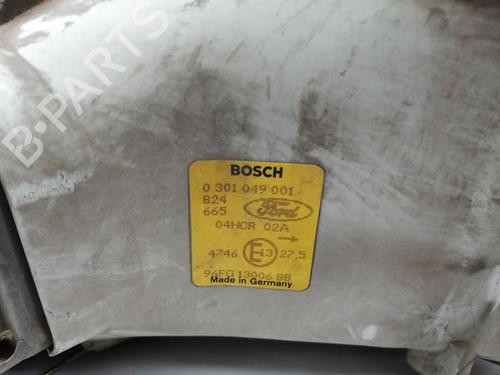 B-PARTS
BOSCH
0 301 049 001
824
665 Ford
04HCR 02A
4746 E13 27,5
96FG 13006 BB
Made in Germany